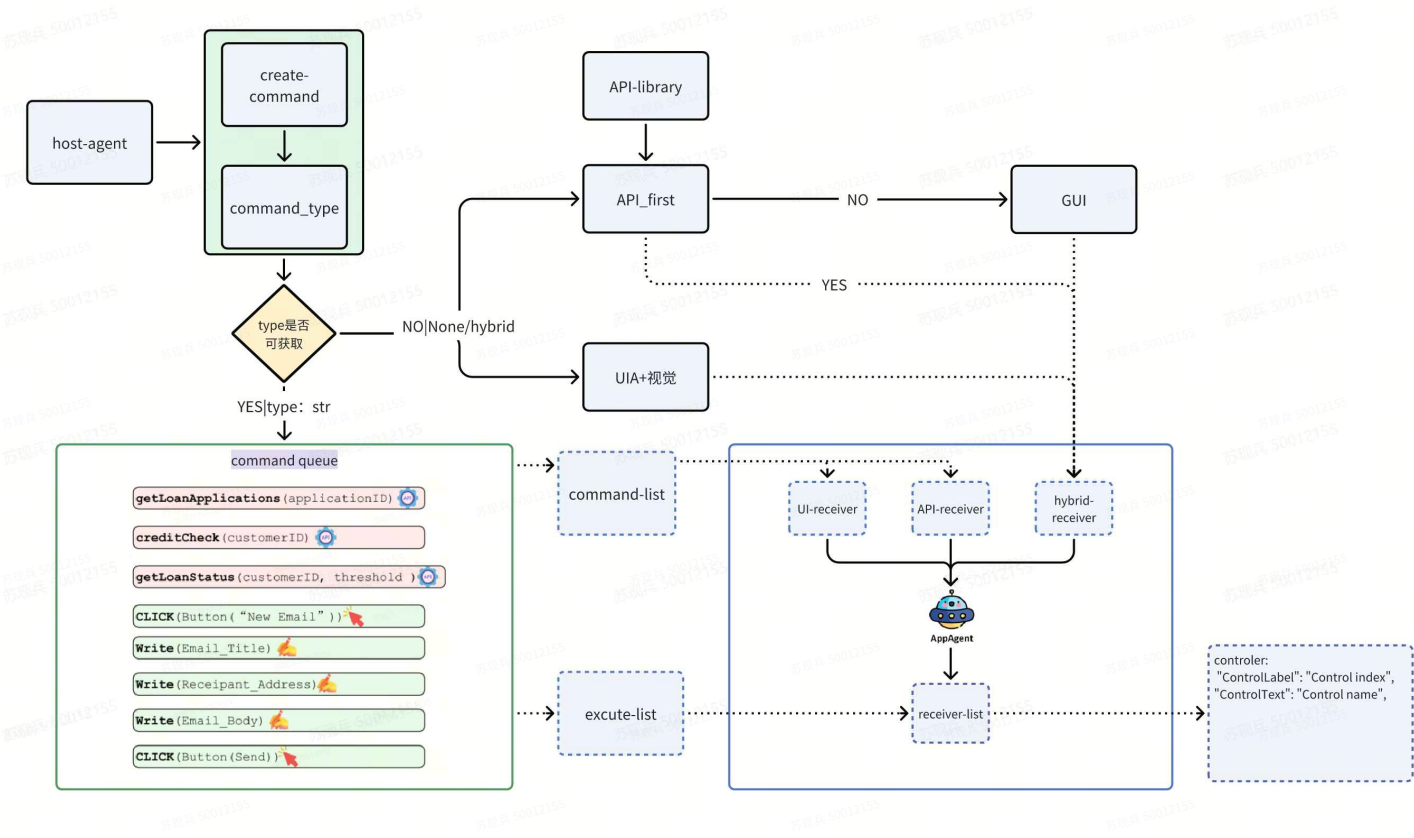 create-
command
API-library
host-agent
command_type
API_first
NO
GUI
YES
type是否
可获取
NO|None/hybrid
UIA+视觉
YES|type：str
command queue
getLoanApplications(applicationID)
API
creditCheck(customerID)
API
getLoanStatus(customerID, threshold )
API
CLICK(Button(“New Email”))
Write(Email_Title)
Write(Receipant_Address)
Write(Email_Body)
CLICK(Button(Send))
command-list
excute-list
UI-receiver
API-receiver
hybrid-
receiver
AppAgent
receiver-list
controler:
"ControlLabel": "Control index",
"ControlText": "Control name",